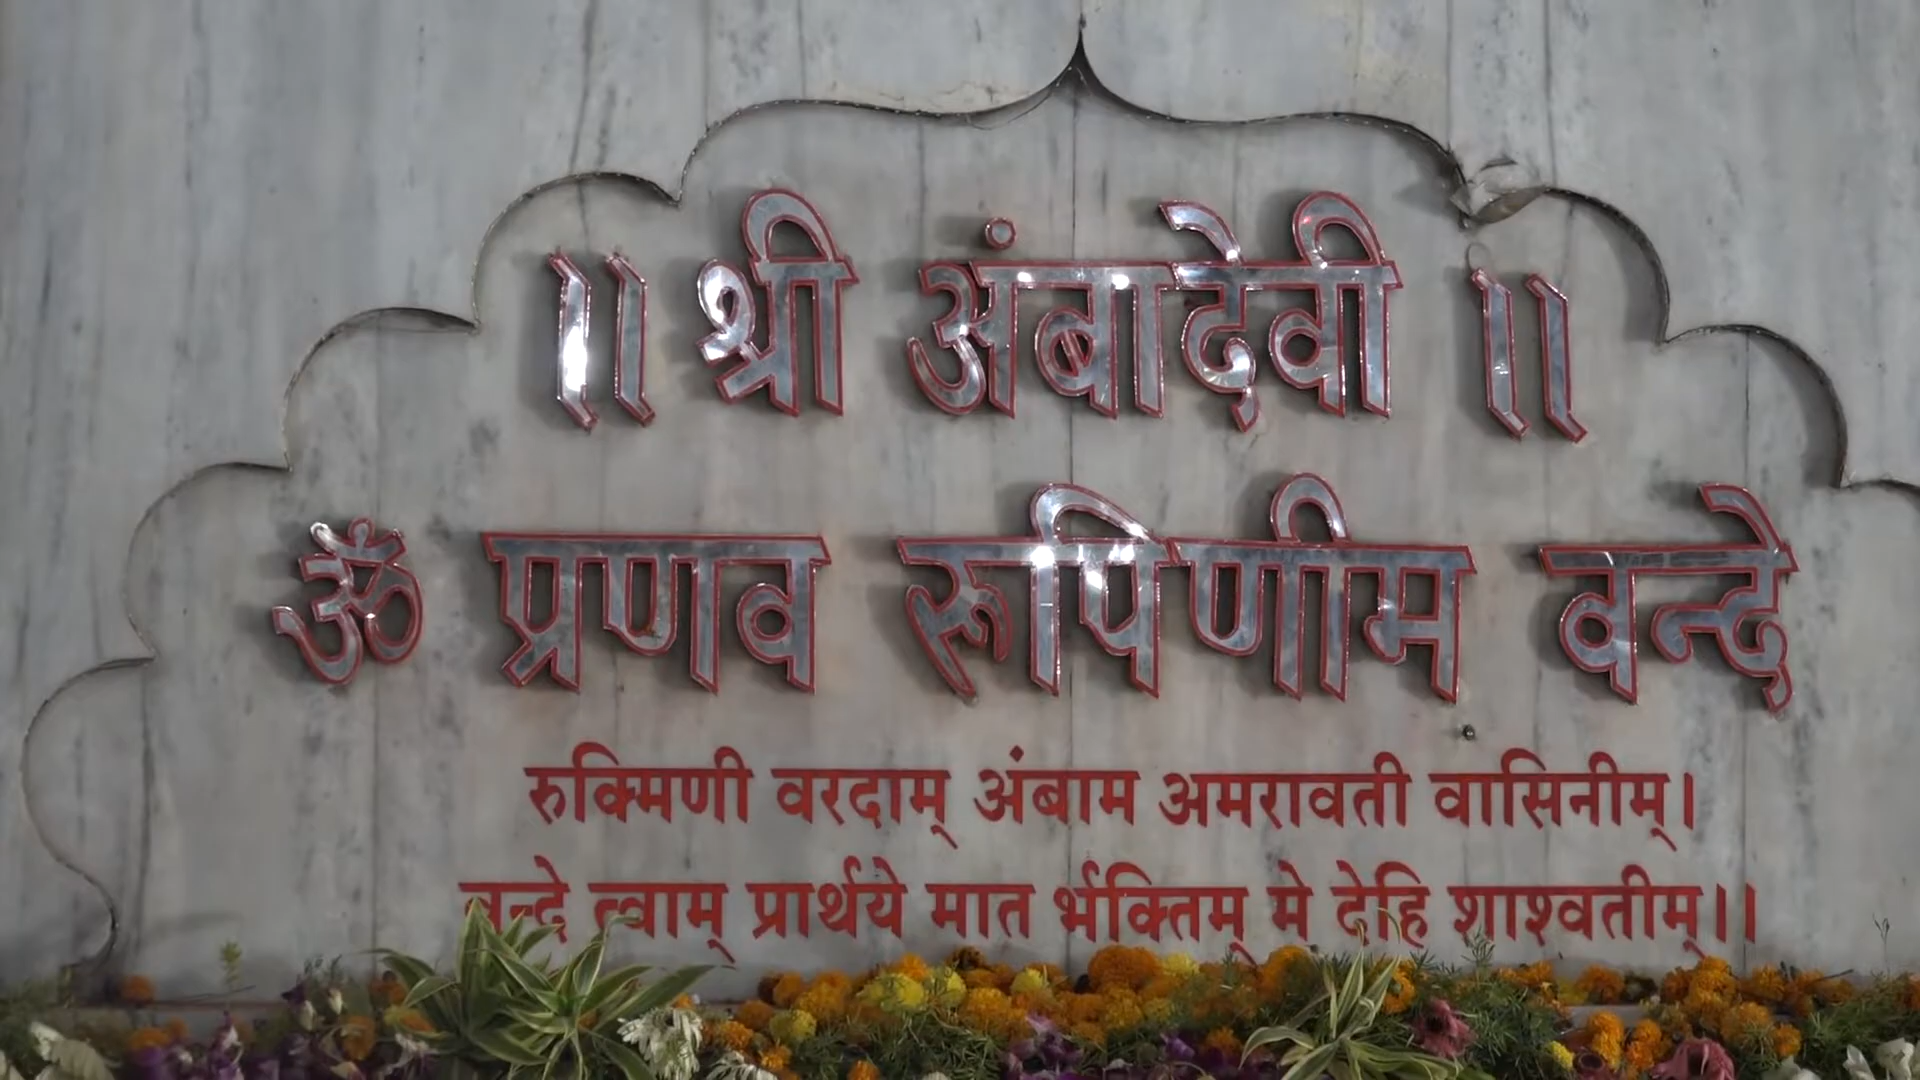 ॥ श्री अंबादेवी ॥
ॐ प्रणव रूपिणीम वन्दे
रुक्मिणी वरदाम् अंबाम अमरावती वासिनीम्।
वन्दे त्वाम् प्रार्थये मात र्भक्तिम् मे देहि शाश्वतीम्।।